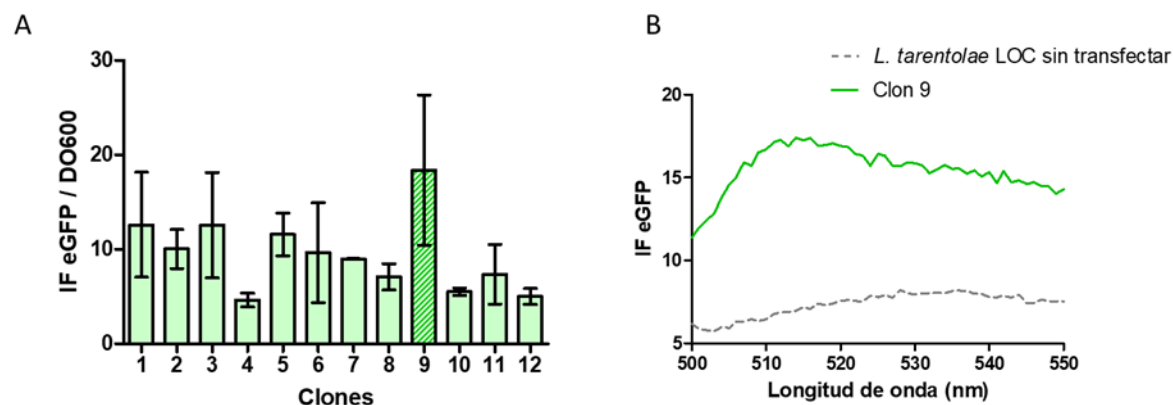 A
IF eGFP / DO600
30
20
10
0
1 2 3 4 5 6 7 8 9 10 11 12
Clones
B
L. tarentolae LOC sin transfectar
Clon 9
IF eGFP
20
15
10
5
500 510 520 530 540 550
Longitud de onda (nm)